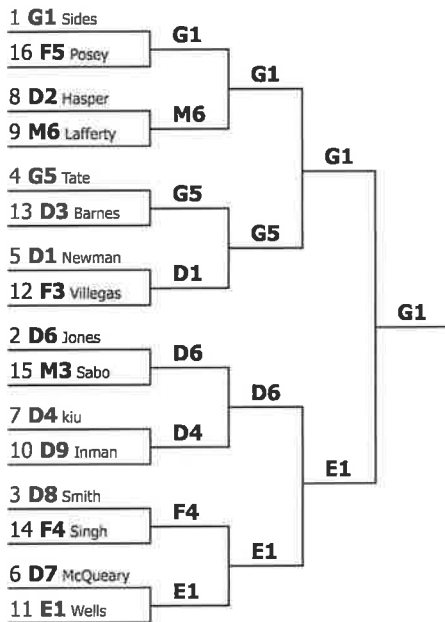 1 G1 Sides
16 F5 Posey
8 D2 Hasper
9 M6 Lafferty
4 G5 Tate
13 D3 Barnes
5 D1 Newman
12 F3 Villegas
2 D6 Jones
15 M3 Sabo
7 D4 kiu
10 D9 Inman
3 D8 Smith
14 F4 Singh
6 D7 McQueary
11 E1 Wells
G1
M6
G5
D1
D6
D4
F4
E1
G1
G5
D6
E1
G1
E1
G1